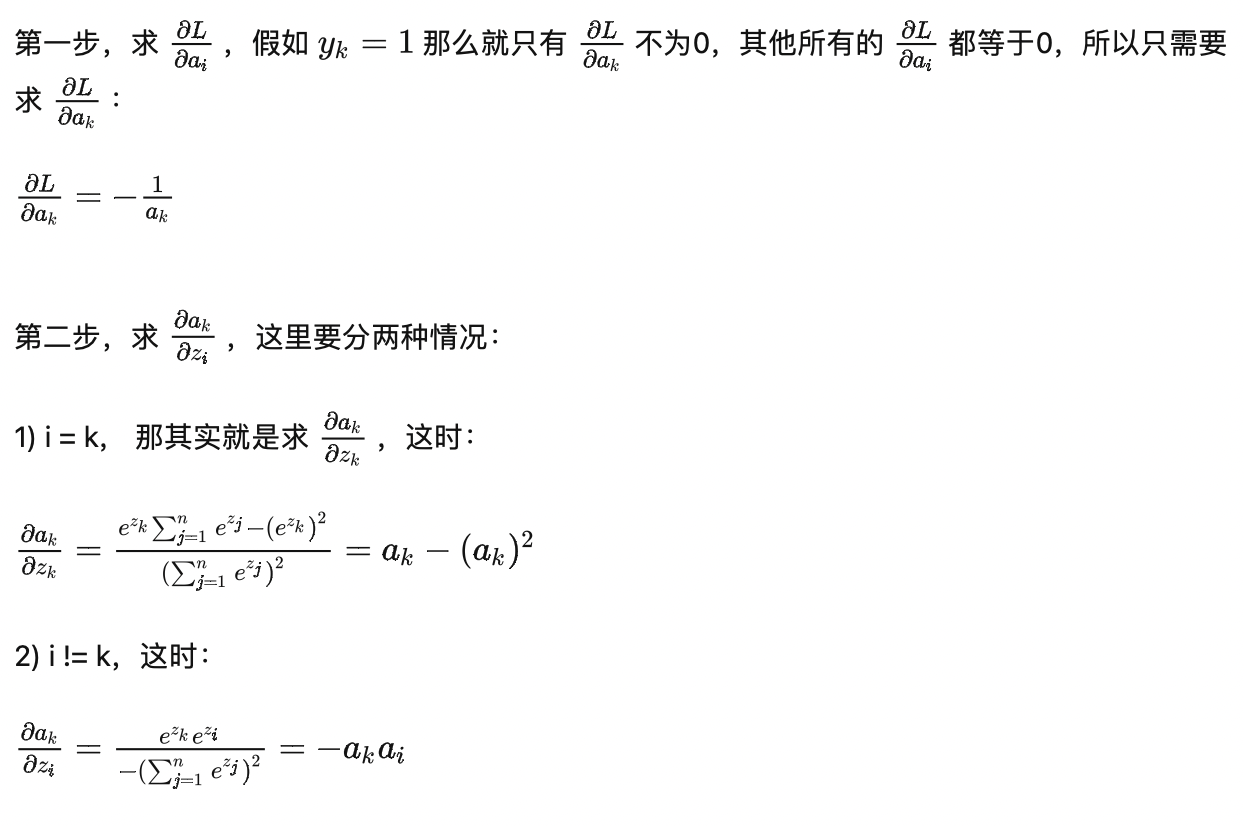 第一步，求 $\frac{\partial L}{\partial a_i}$ ，假如 $y_k = 1$ 那么就只有 $\frac{\partial L}{\partial a_k}$ 不为0，其他所有的 $\frac{\partial L}{\partial a_i}$ 都等于0，所以只需要
求 $\frac{\partial L}{\partial a_k}$ ：
$\frac{\partial L}{\partial a_k} = -\frac{1}{a_k}$
第二步，求 $\frac{\partial a_k}{\partial z_i}$ ，这里要分两种情况：
1) i = k， 那其实就是求 $\frac{\partial a_k}{\partial z_k}$ ，这时：
$\frac{\partial a_k}{\partial z_k} = \frac{e^{z_k} \sum_{j=1}^{n} e^{z_j} - (e^{z_k})^2}{(\sum_{j=1}^{n} e^{z_j})^2} = a_k - (a_k)^2$
2) i != k，这时：
$\frac{\partial a_k}{\partial z_i} = \frac{e^{z_k} e^{z_i}}{-(\sum_{j=1}^{n} e^{z_j})^2} = -a_k a_i$